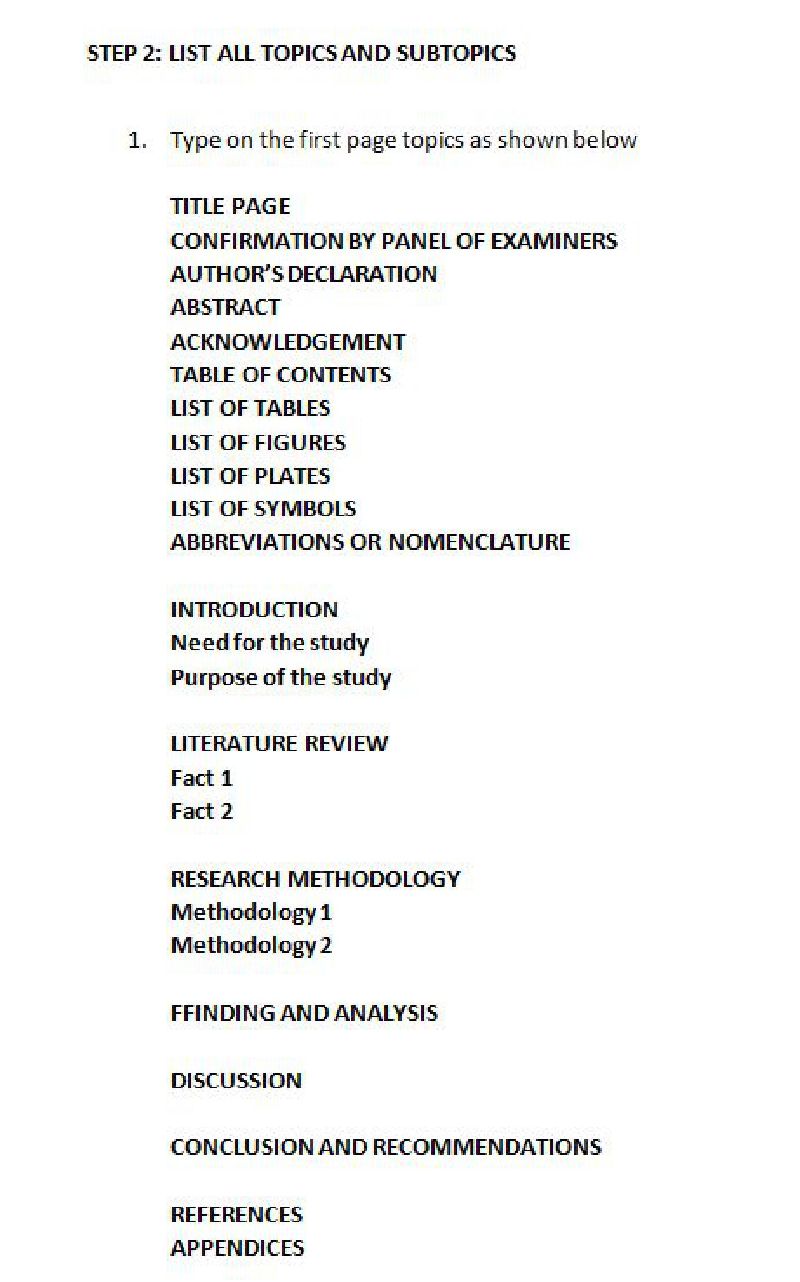 STEP 2: LIST ALL TOPICS AND SUBTOPICS
1. Type on the first page topics as shown below
TITLE PAGE
CONFIRMATION BY PANEL OF EXAMINERS
AUTHOR'S DECLARATION
ABSTRACT
ACKNOWLEDGEMENT
TABLE OF CONTENTS
LIST OF TABLES
LIST OF FIGURES
LIST OF PLATES
LIST OF SYMBOLS
ABBREVIATIONS OR NOMENCLATURE
INTRODUCTION
Need for the study
Purpose of the study
LITERATURE REVIEW
Fact 1
Fact 2
RESEARCH METHODOLOGY
Methodology 1
Methodology 2
FFINDING AND ANALYSIS
DISCUSSION
CONCLUSION AND RECOMMENDATIONS
REFERENCES
APPENDICES